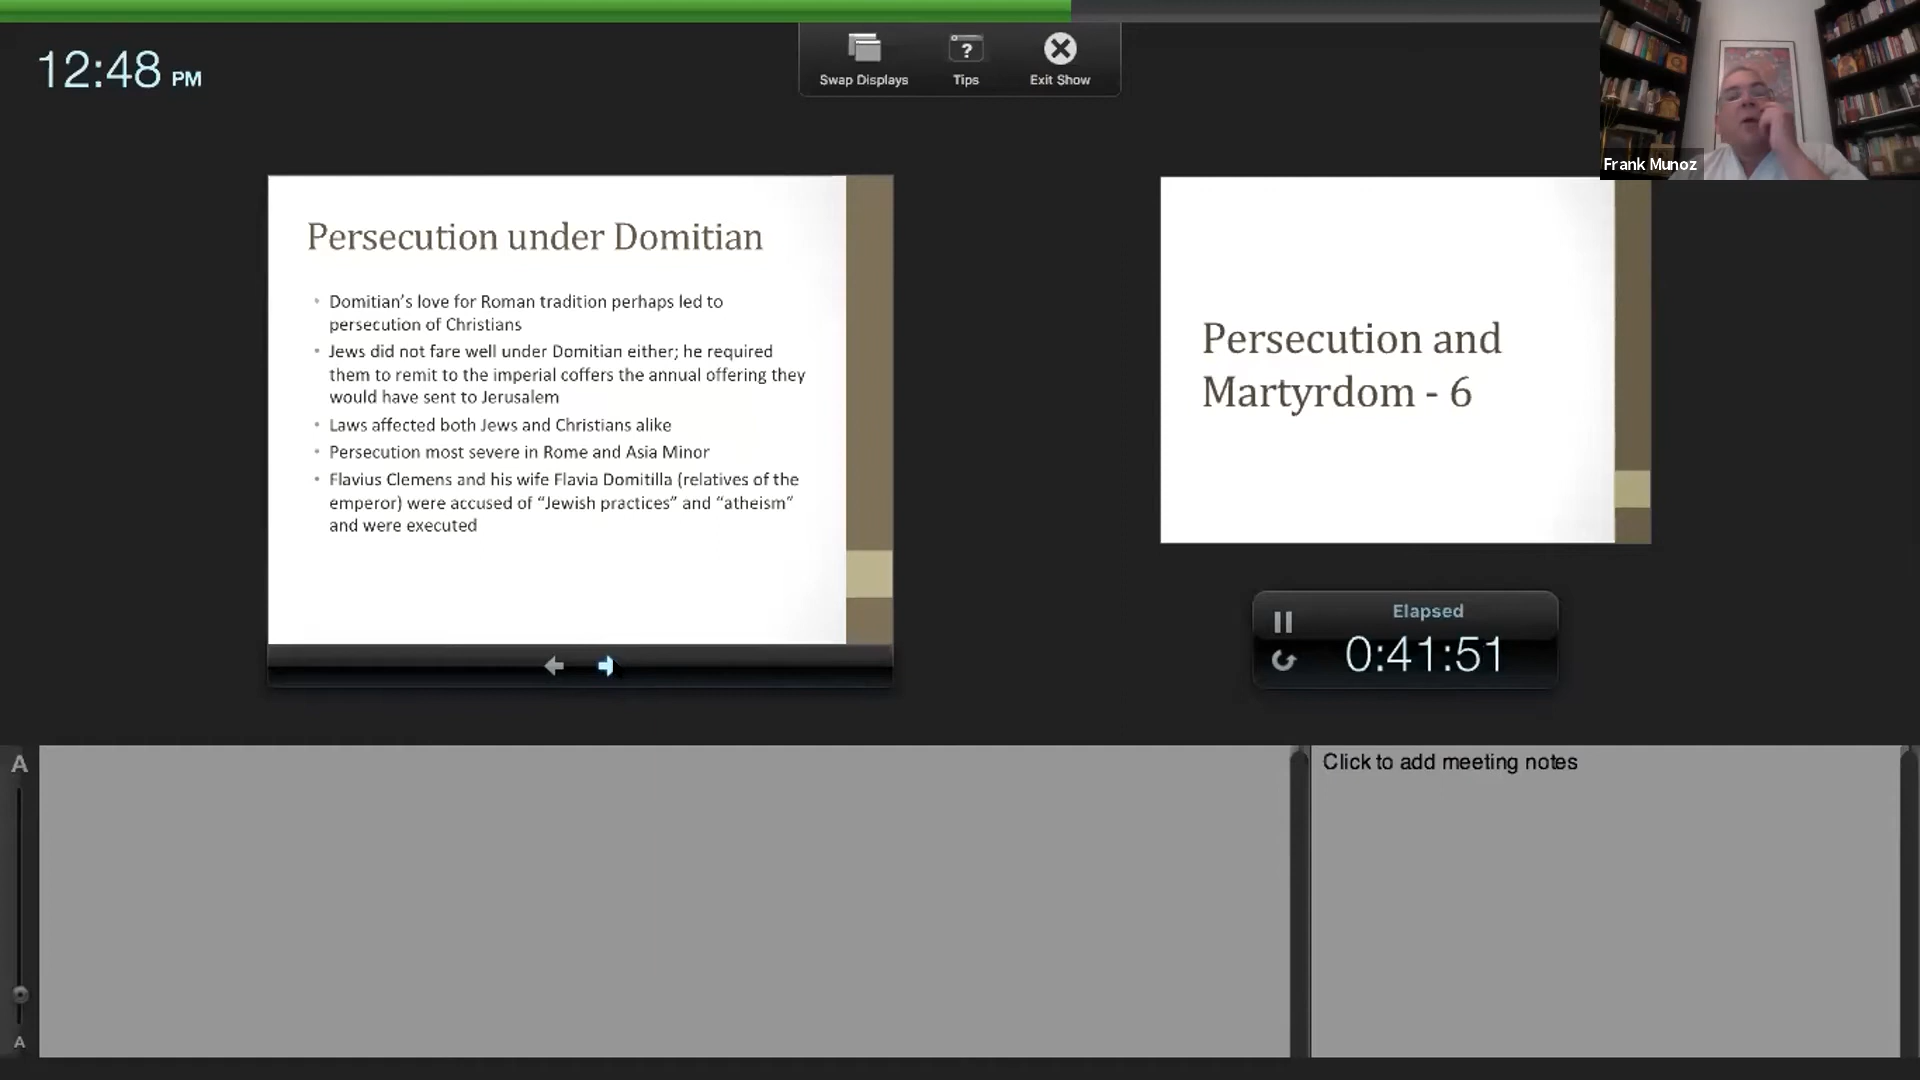 12:48 PM
Swap Displays
Tips
Exit Show
Frank Munoz
Persecution under Domitian
• Domitian’s love for Roman tradition perhaps led to
persecution of Christians
• Jews did not fare well under Domitian either; he required
them to remit to the imperial coffers the annual offering they
would have sent to Jerusalem
• Laws affected both Jews and Christians alike
• Persecution most severe in Rome and Asia Minor
• Flavius Clemens and his wife Flavia Domitilla (relatives of the
emperor) were accused of “Jewish practices” and “atheism”
and were executed
Persecution and
Martyrdom - 6
Elapsed
0:41:51
A
A
Click to add meeting notes